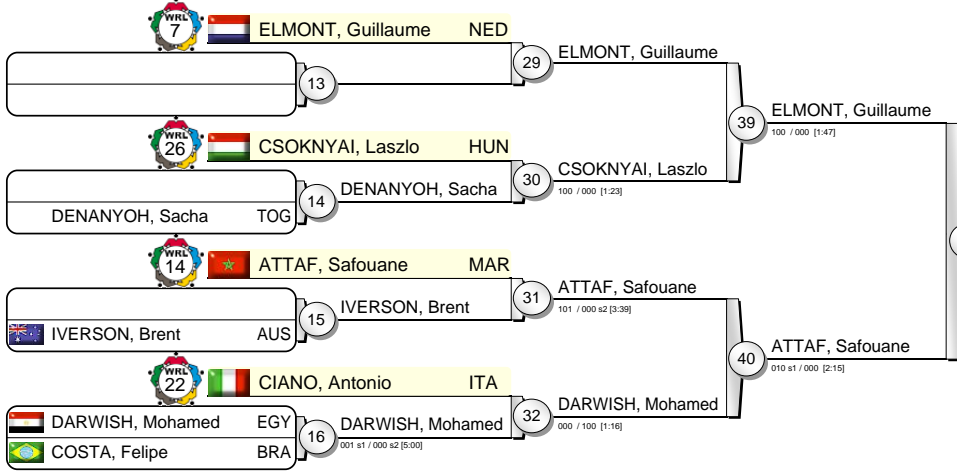 WRL
7
ELMONT, Guillaume NED
13
29
ELMONT, Guillaume
WRL
26
CSOKNYAI, Laszlo HUN
DENANYOH, Sacha TOG
14
DENANYOH, Sacha
30
CSOKNYAI, Laszlo
100 / 000 [1:23]
39
ELMONT, Guillaume
100 / 000 [1:47]
WRL
14
ATTAF, Safouane MAR
IVERSON, Brent AUS
15
IVERSON, Brent
31
ATTAF, Safouane
101 / 000 s2 [3:39]
WRL
22
CIANO, Antonio ITA
DARWISH, Mohamed EGY
COSTA, Felipe BRA
16
DARWISH, Mohamed
001 s1 / 000 s2 [5:00]
32
DARWISH, Mohamed
000 / 100 [1:16]
40
ATTAF, Safouane
010 s1 / 000 [2:15]